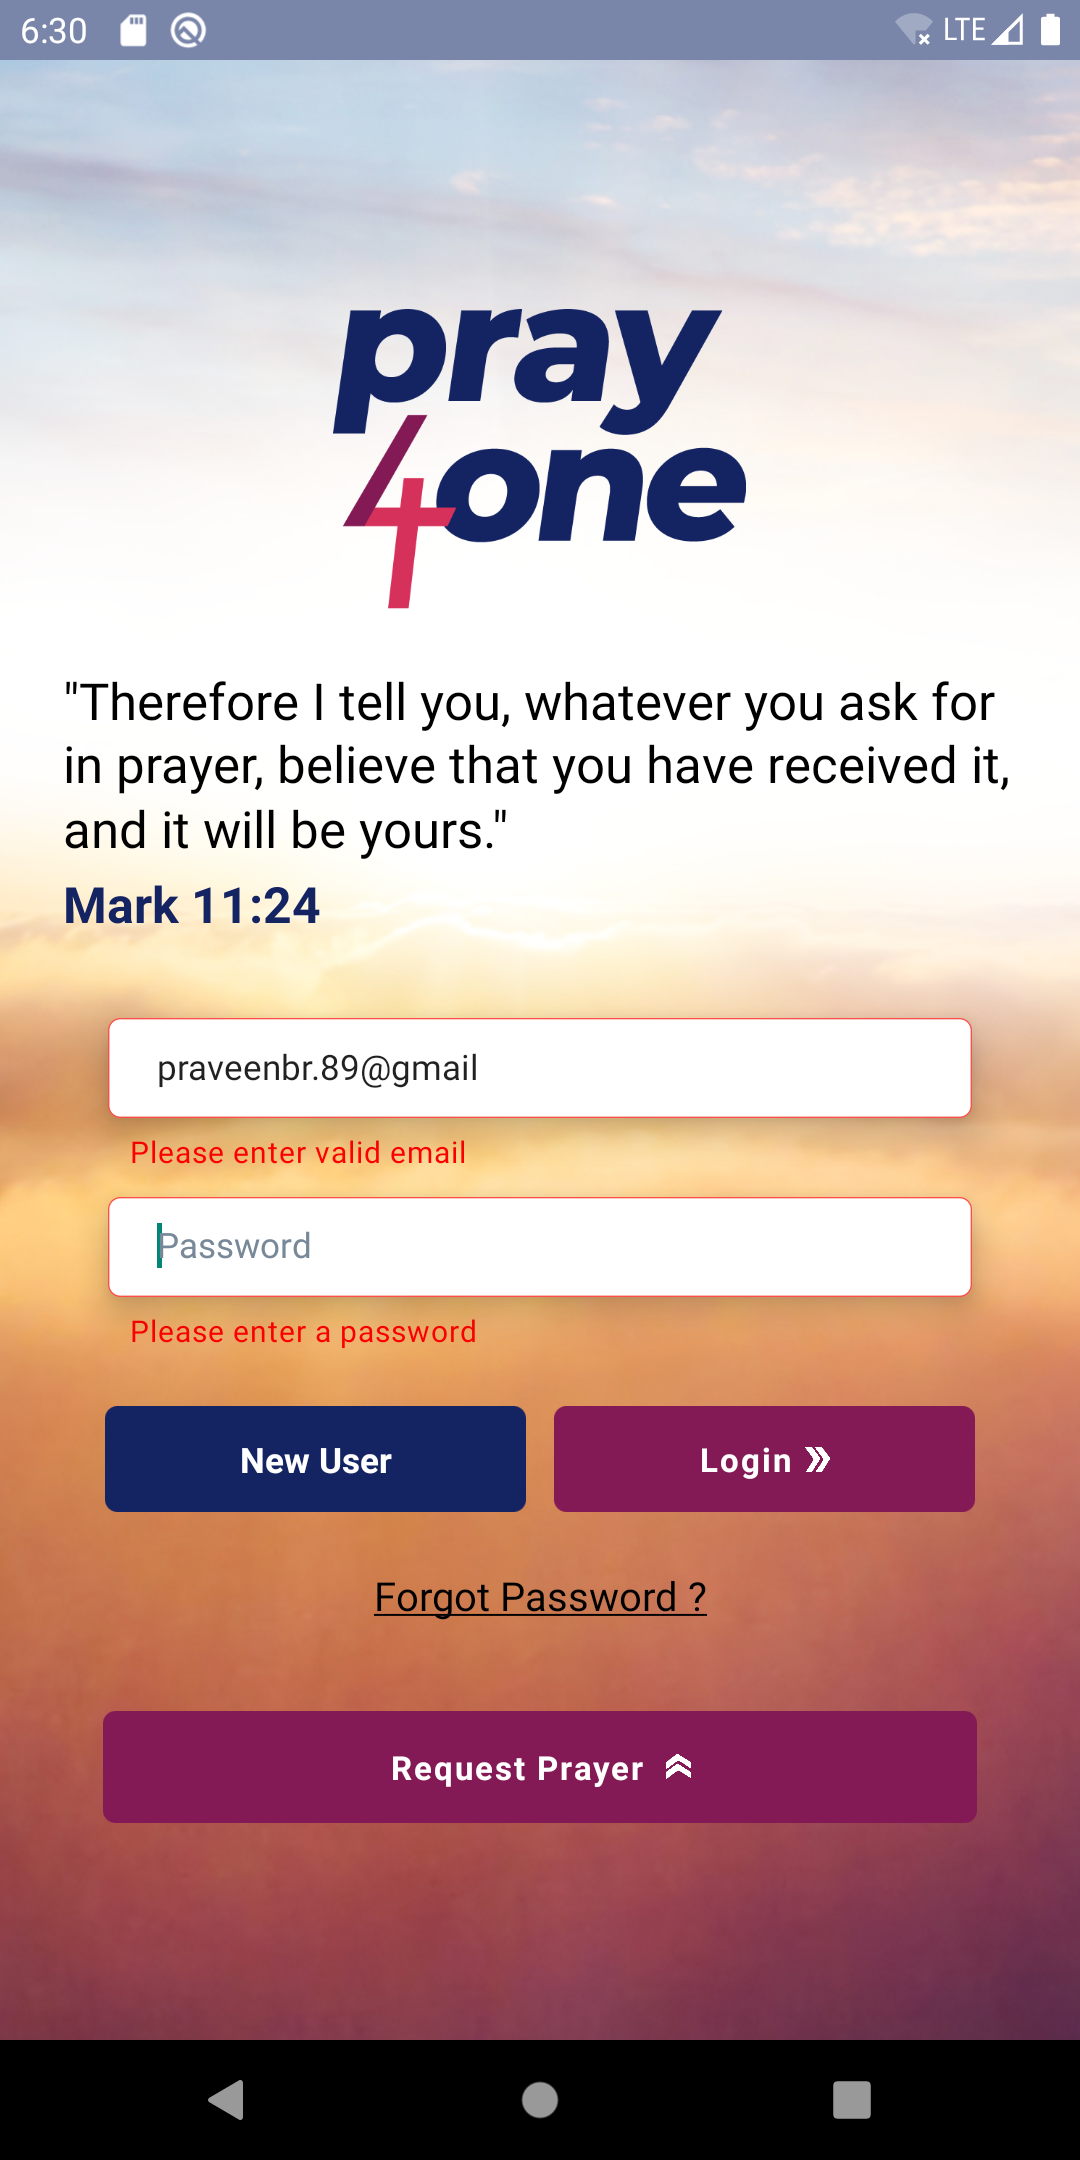 6:30
LTE
pray
4one
"Therefore I tell you, whatever you ask for
in prayer, believe that you have received it,
and it will be yours."
Mark 11:24
praveenbr.89@gmail
Please enter valid email
Password
Please enter a password
New User
Login
Forgot Password ?
Request Prayer